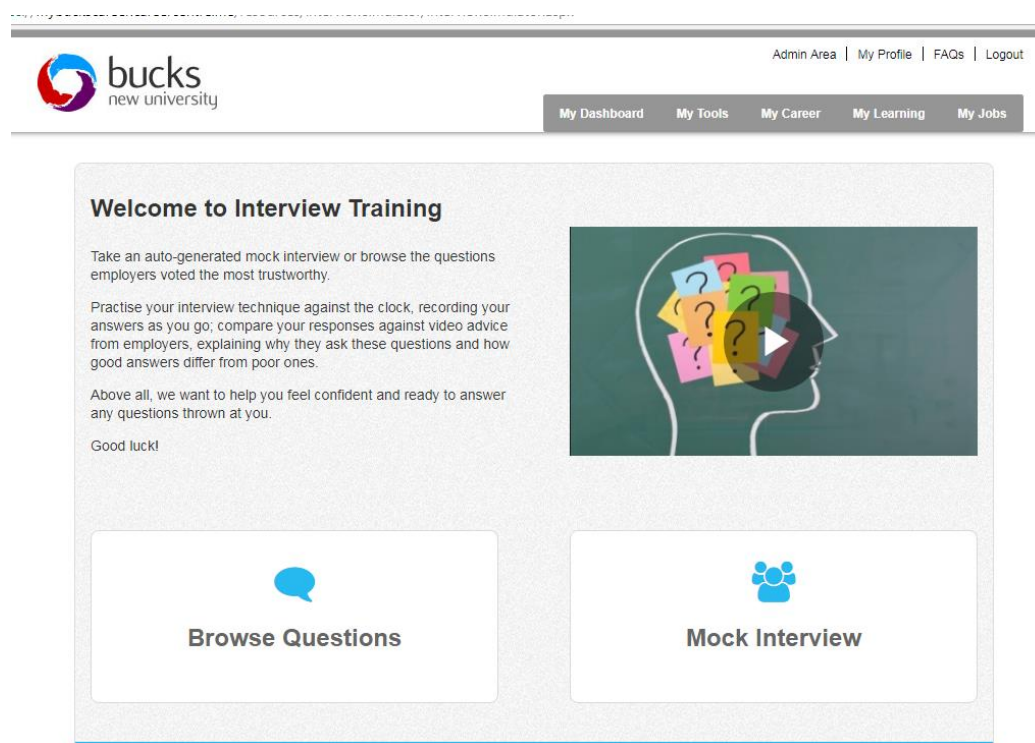 Admin Area | My Profile | FAQs | Logout
bucks
new university
My Dashboard My Tools My Career My Learning My Jobs
Welcome to Interview Training
Take an auto-generated mock interview or browse the questions
employers voted the most trustworthy.
Practise your interview technique against the clock, recording your
answers as you go; compare your responses against video advice
from employers, explaining why they ask these questions and how
good answers differ from poor ones.
Above all, we want to help you feel confident and ready to answer
any questions thrown at you.
Good luck!
? ? ? ? ? ?
Browse Questions
Mock Interview